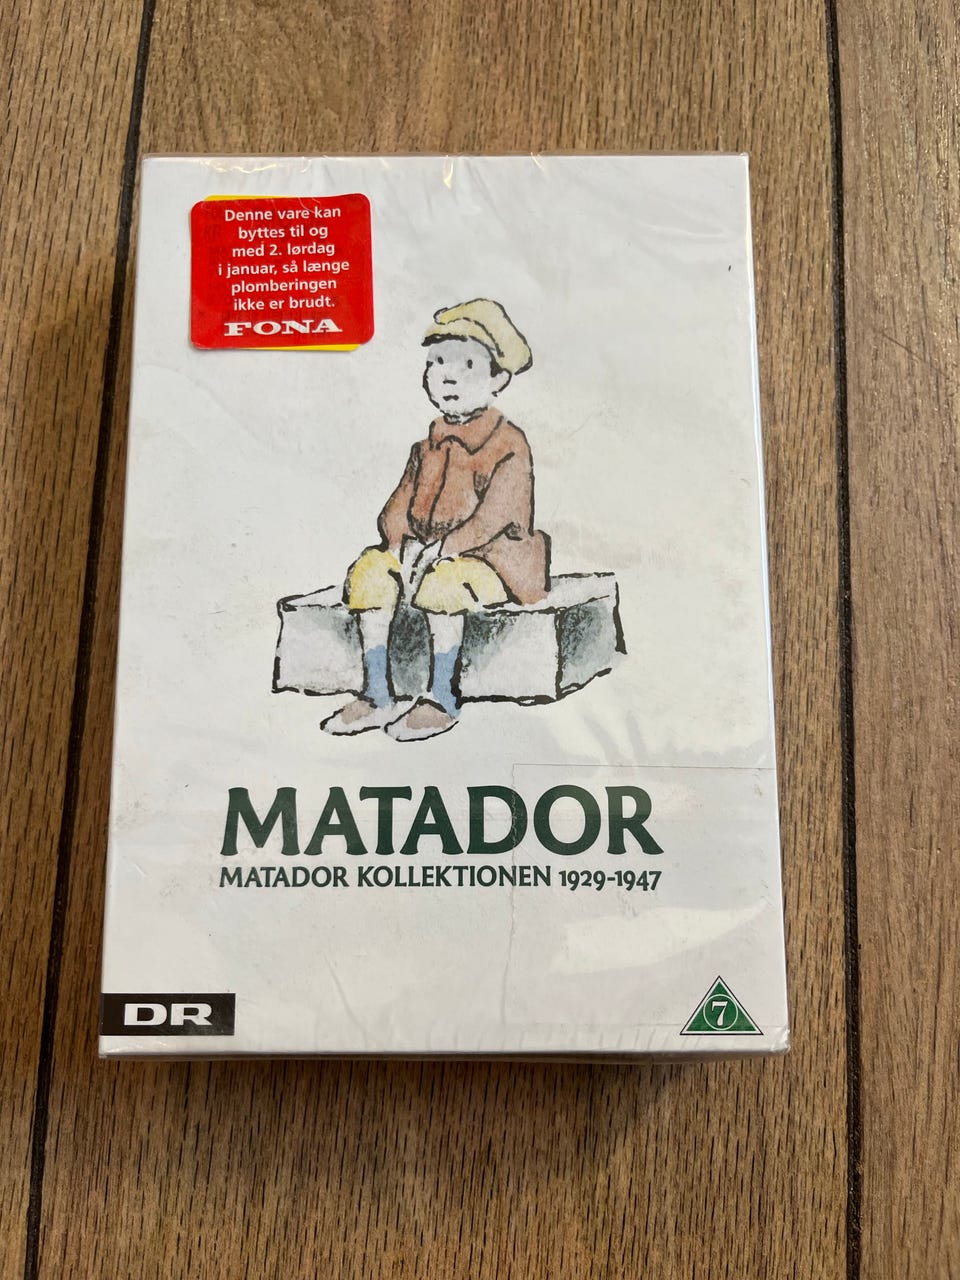 Denne vare kan
byttes til og
med 2. lørdag
i januar, så længe
plomberingen
ikke er brudt.
FONA
MATADOR
MATADOR KOLLEKTIONEN 1929-1947
DR
7